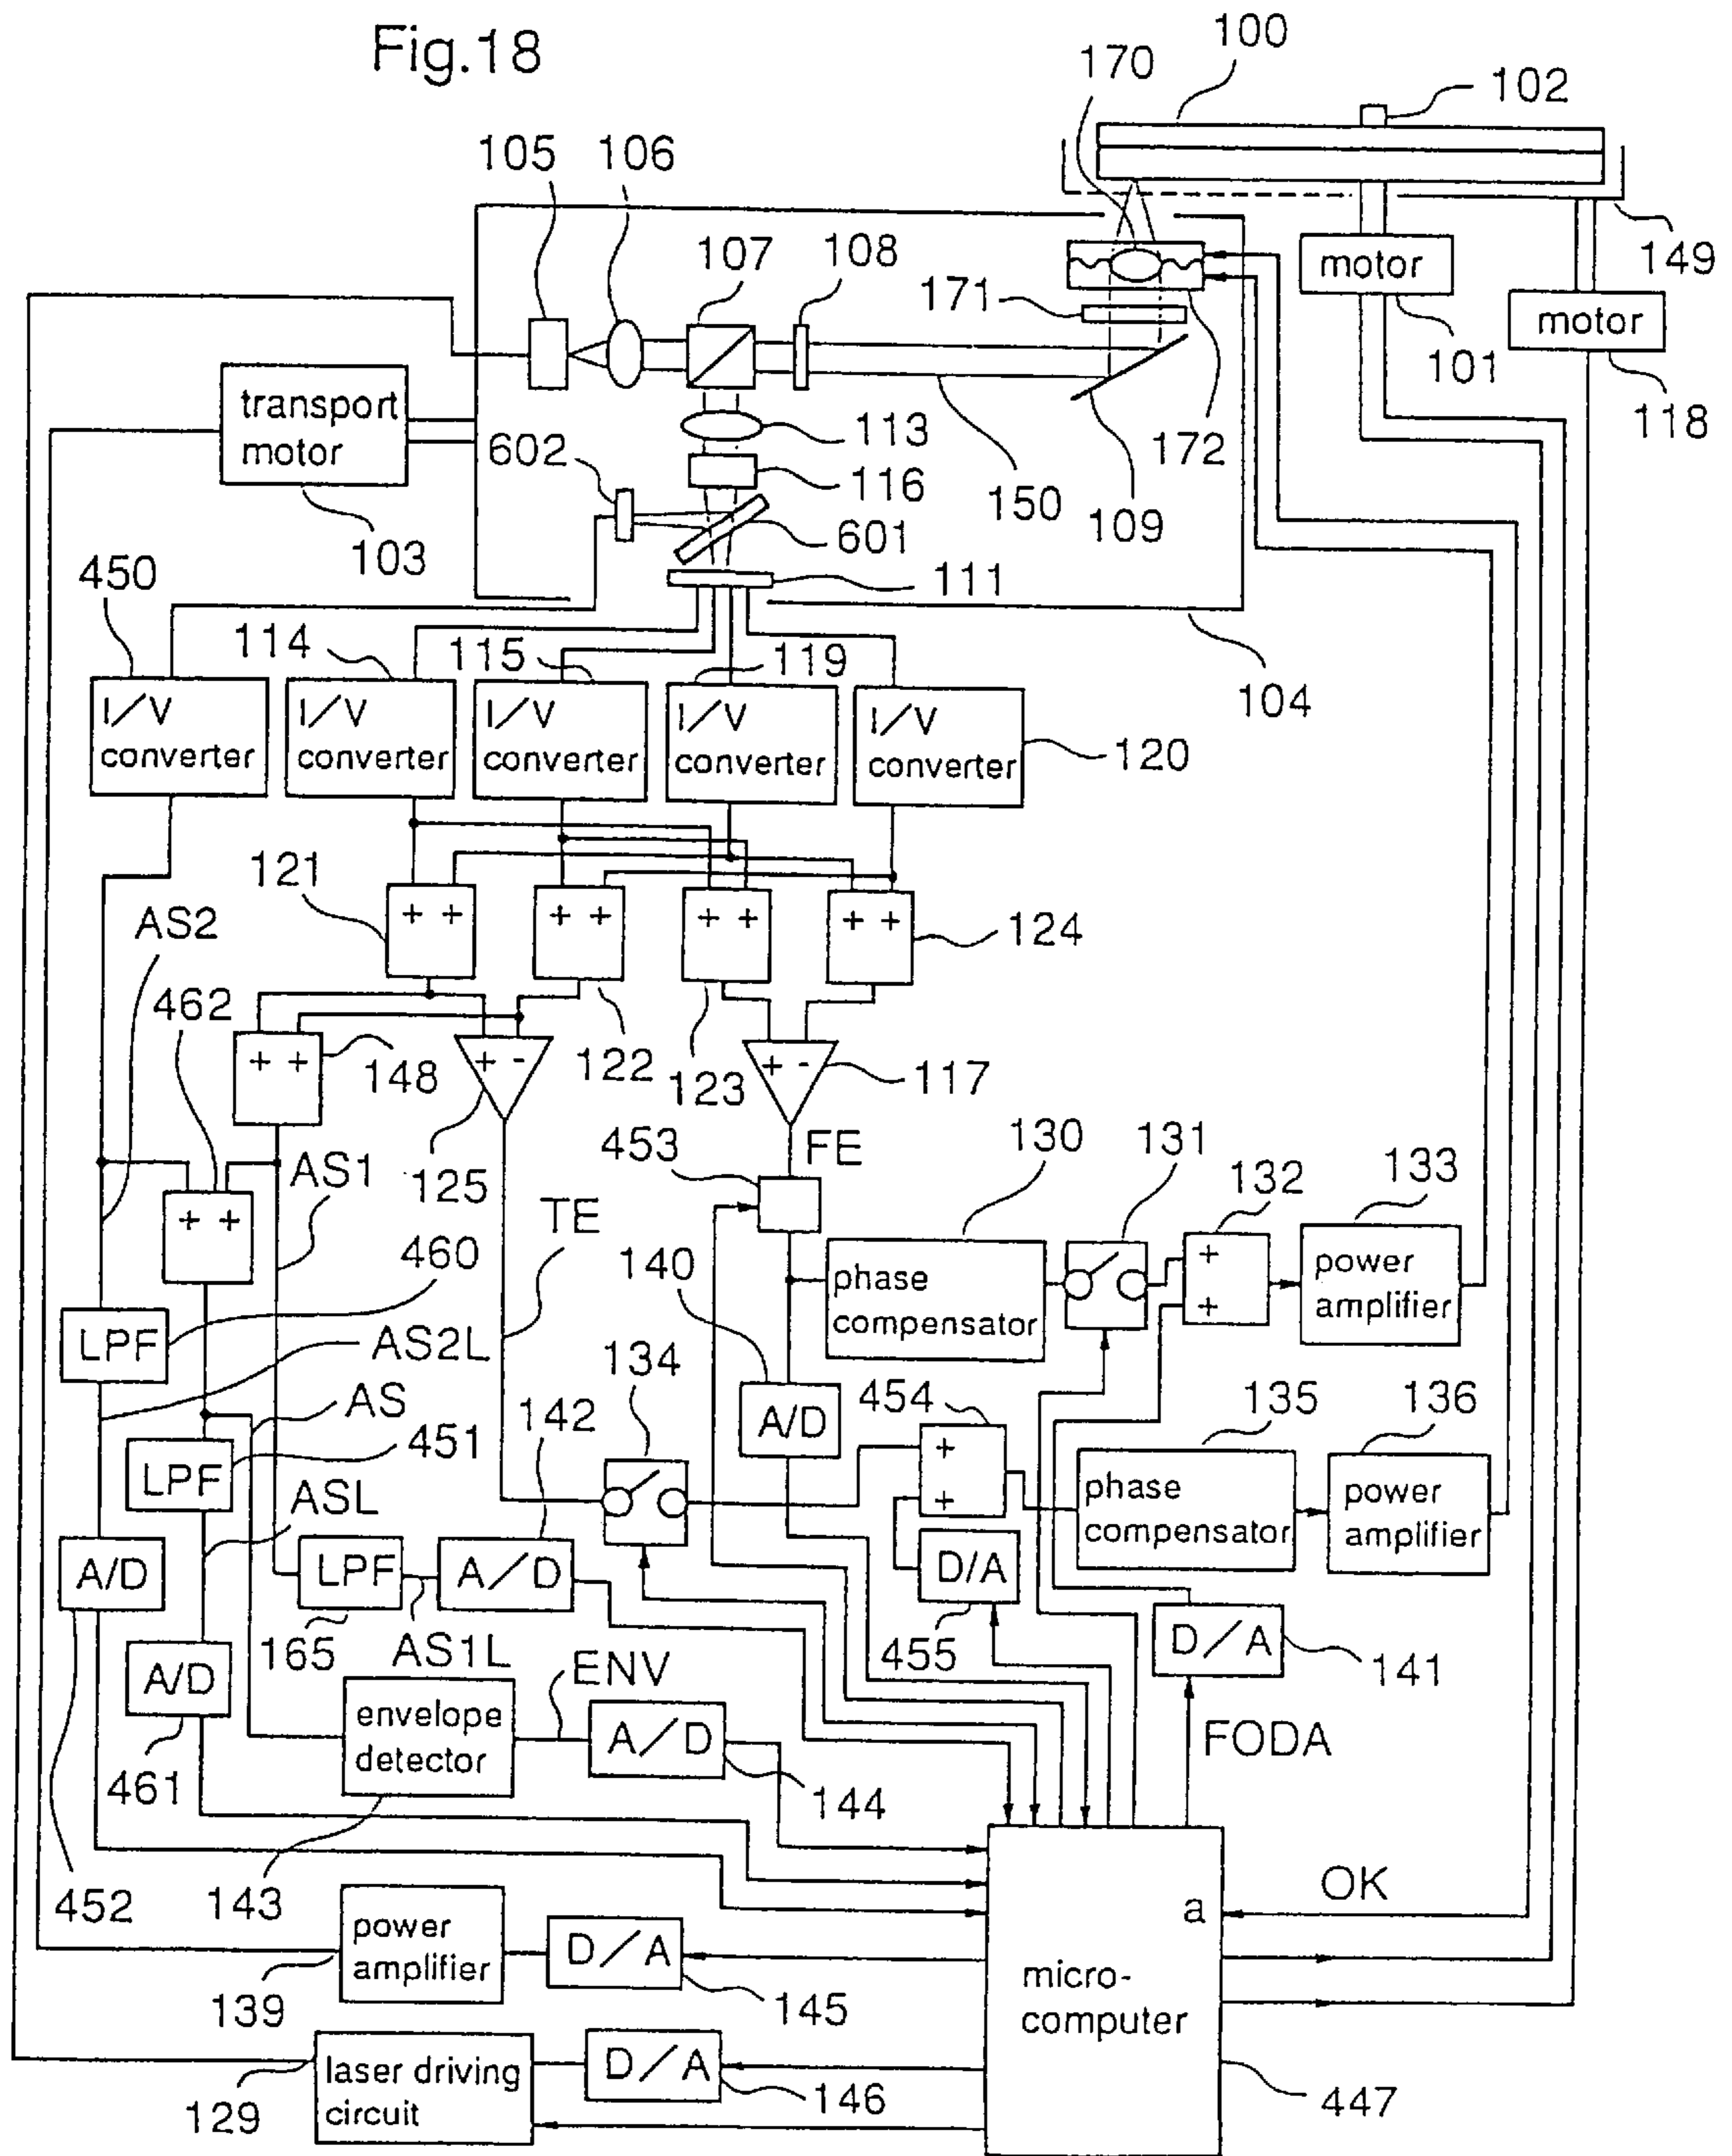 Fig.18
100
170
102
105
106
107
108
motor
149
171
motor
101
118
transport
motor
113
602
116
172
150
109
103
601
450
111
114
115
119
104
I/V
converter
I/V
converter
I/V
converter
I/V
converter
I/V
converter
120
121
AS2
+ +
+ +
+ +
+ +
124
462
122
123
+ +
148
+ -
+ -
117
125
FE
453
130
131
132
133
AS1
+ +
TE
460
140
phase
compensator
+
+
power
amplifier
LPF
AS2L
134
454
135
136
AS
142
A/D
451
LPF
ASL
+
+
phase
compensator
power
amplifier
A/D
LPF
A/D
D/A
165
AS1L
455
D/A
141
A/D
ENV
envelope
detector
A/D
FODA
461
144
452
143
OK
a
power
amplifier
D/A
micro-
computer
139
145
laser driving
circuit
D/A
129
146
447